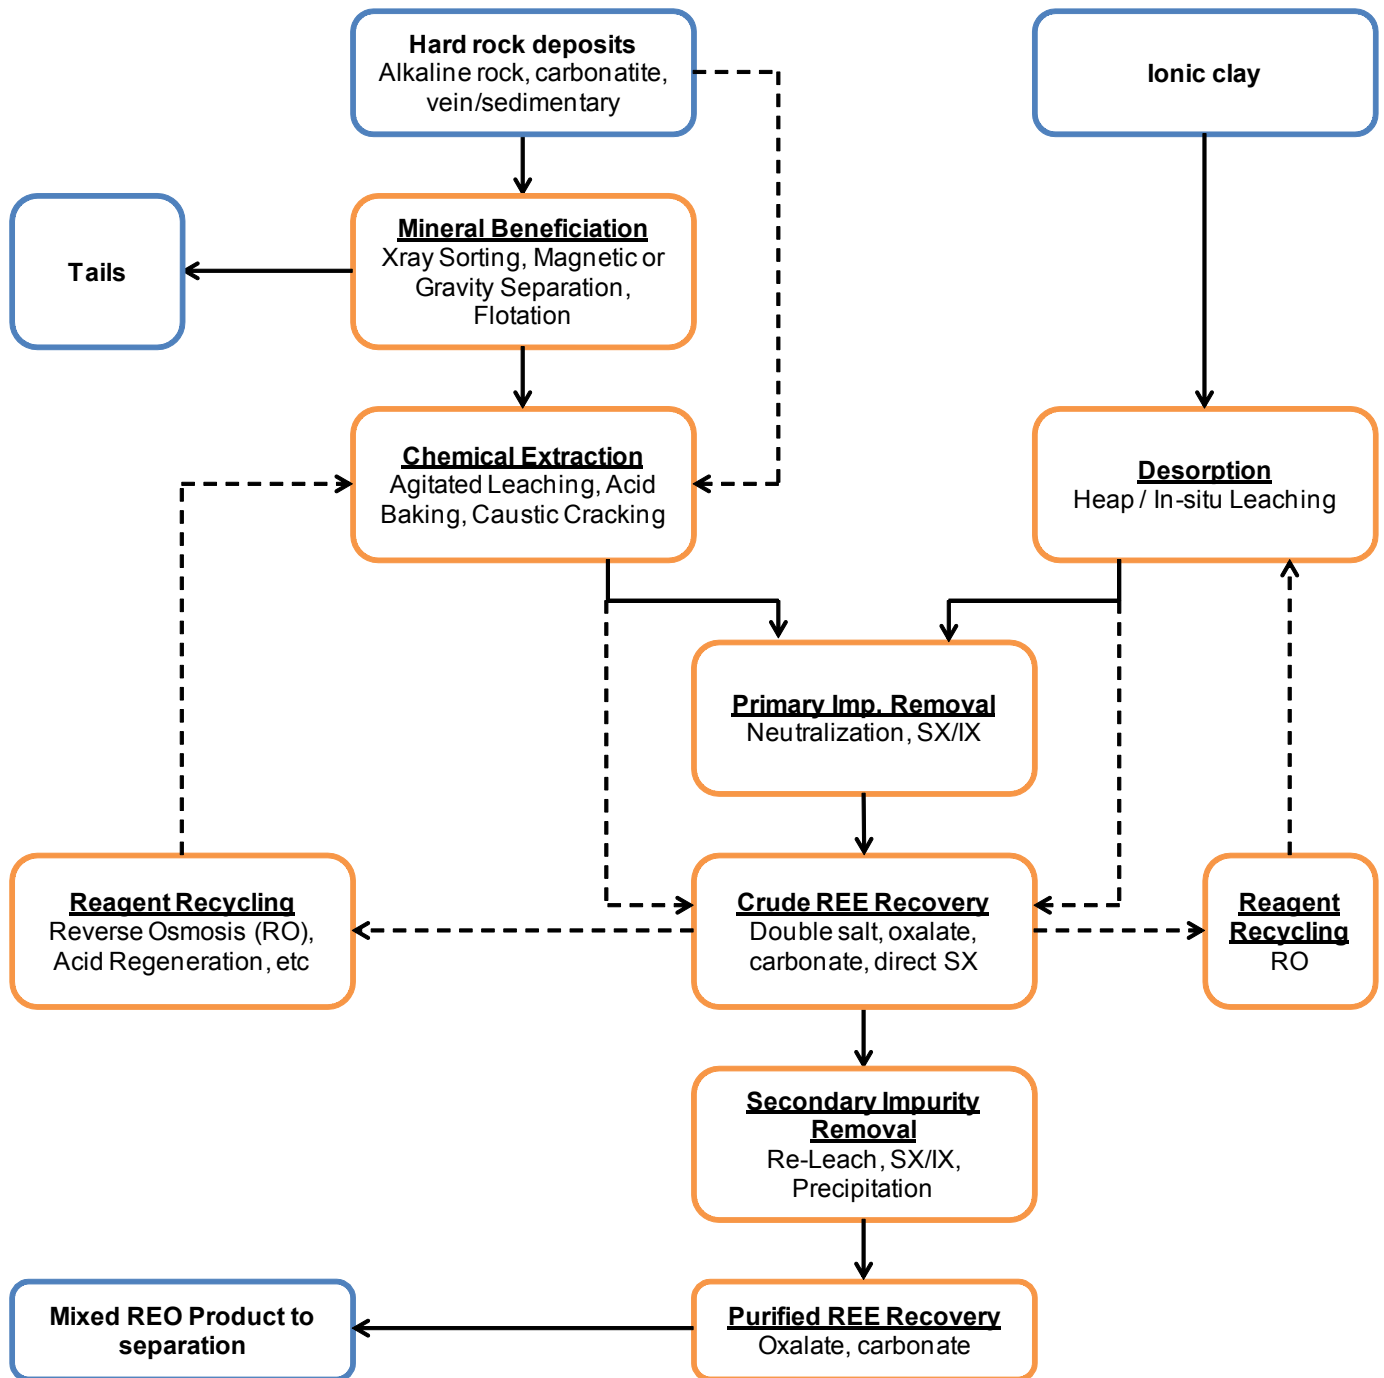 Hard rock deposits
Alkaline rock, carbonatite,
vein/sedimentary
Ionic clay
Tails
Mineral Beneficiation
Xray Sorting, Magnetic or
Gravity Separation,
Flotation
Chemical Extraction
Agitated Leaching, Acid
Baking, Caustic Cracking
Desorption
Heap / In-situ Leaching
Primary Imp. Removal
Neutralization, SX/IX
Reagent Recycling
Reverse Osmosis (RO),
Acid Regeneration, etc
Crude REE Recovery
Double salt, oxalate,
carbonate, direct SX
Reagent
Recycling
RO
Secondary Impurity
Removal
Re-Leach, SX/IX,
Precipitation
Mixed REO Product to
separation
Purified REE Recovery
Oxalate, carbonate